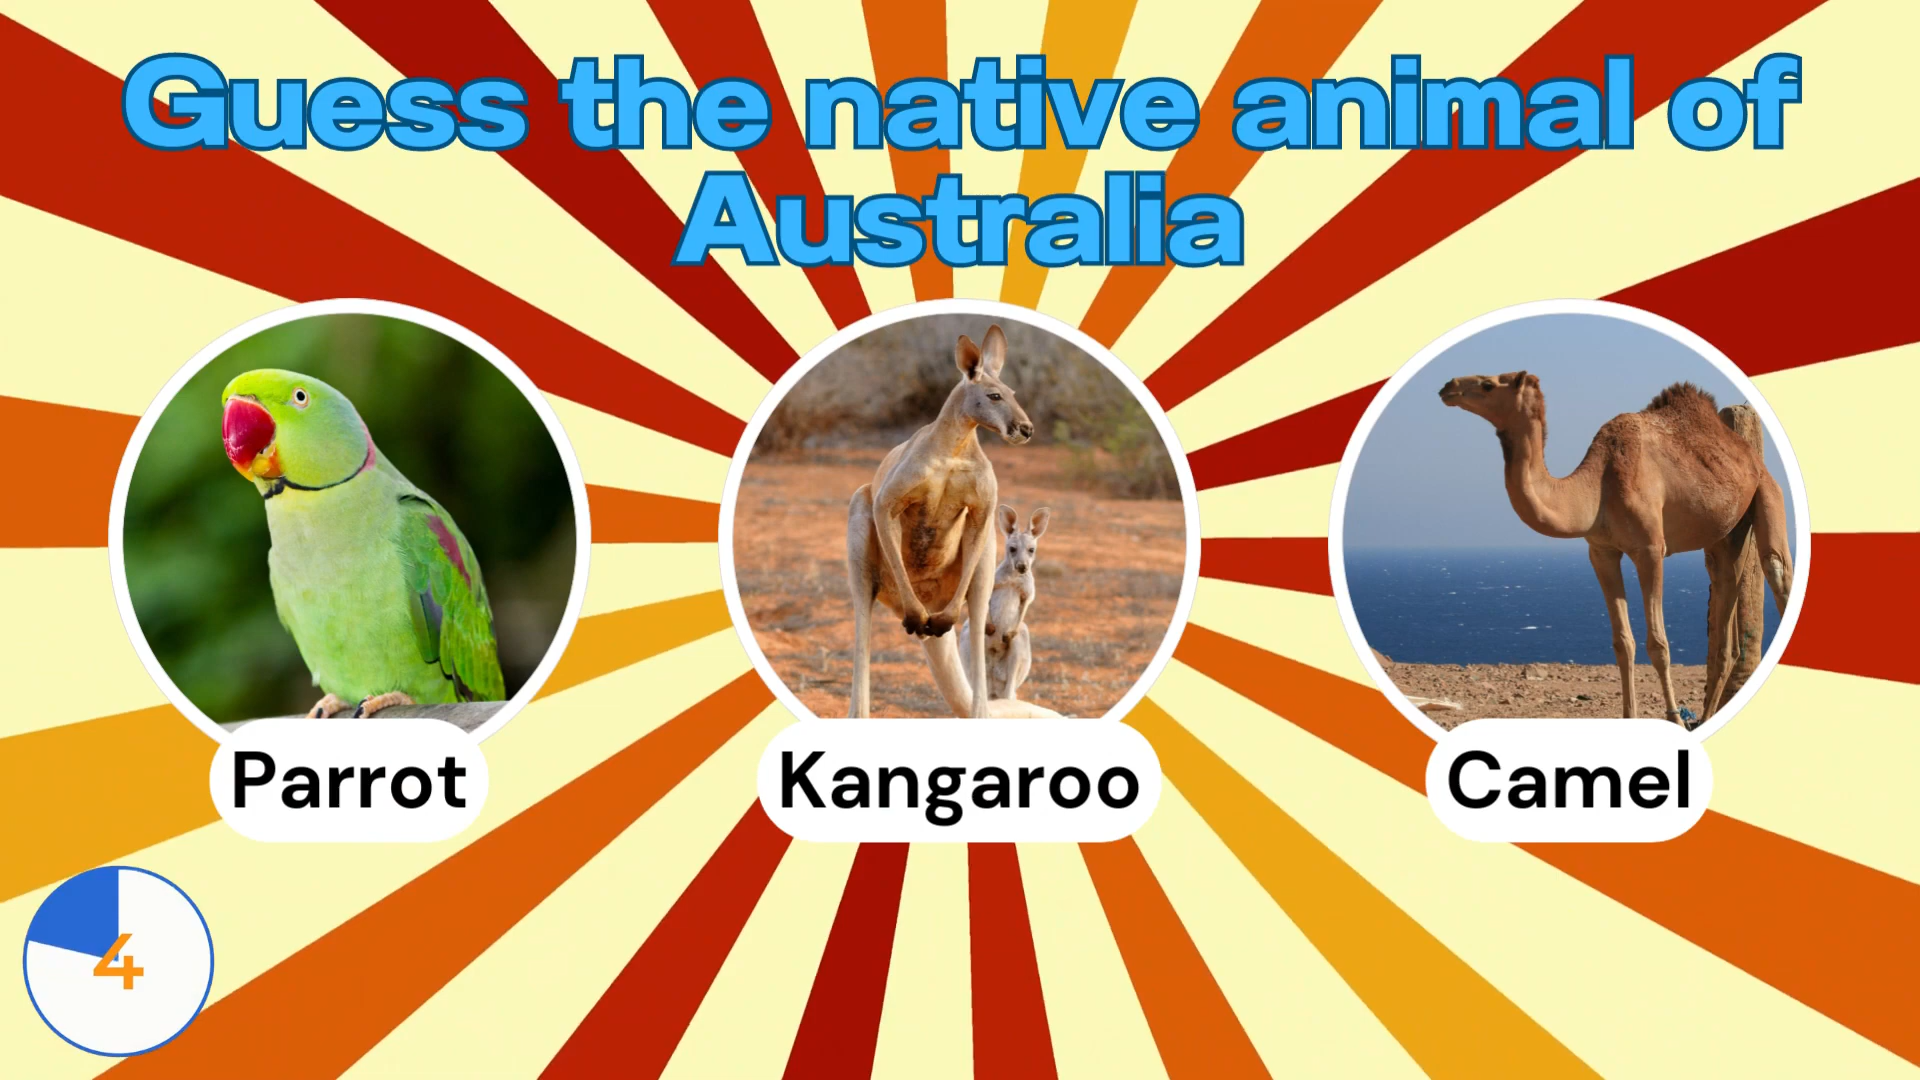 Guess the native animal of
Australia
Parrot
Kangaroo
Camel
4